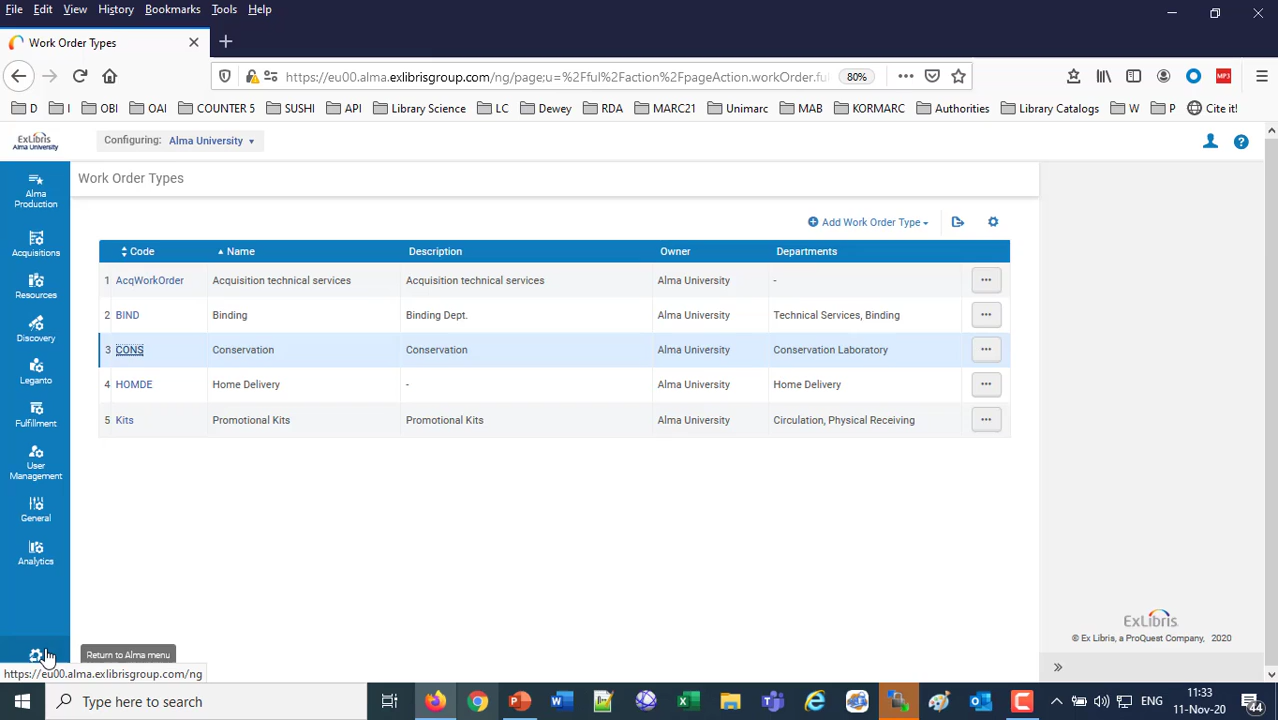 File Edit View History Bookmarks Tools Help
Work Order Types
https://eu00.alma.exlibrisgroup.com/ng/page;u=%2Fful%2Faction%2FpageAction.workOrder.ful 80%
D I OBI OAI COUNTER 5 SUSHI API Library Science LC Dewey RDA MARC21 Unimarc MAB KORMARC Authorities Library Catalogs W P Cite it!
ExLibris
Alma University
Configuring: Alma University
Alma
Production
Acquisitions
Resources
Discovery
Leganto
Fulfillment
User
Management
General
Analytics
Work Order Types
Add Work Order Type
Code Name Description Owner Departments
1 AcqWorkOrder Acquisition technical services Acquisition technical services Alma University -
2 BIND Binding Binding Dept. Alma University Technical Services, Binding
3 CONS Conservation Conservation Alma University Conservation Laboratory
4 HOMDE Home Delivery - Alma University Home Delivery
5 Kits Promotional Kits Promotional Kits Alma University Circulation, Physical Receiving
ExLibris
© Ex Libris, a ProQuest Company, 2020
Return to Alma menu
https://eu00.alma.exlibrisgroup.com/ng
Type here to search
ENG
11:33
11-Nov-20
44
MP3